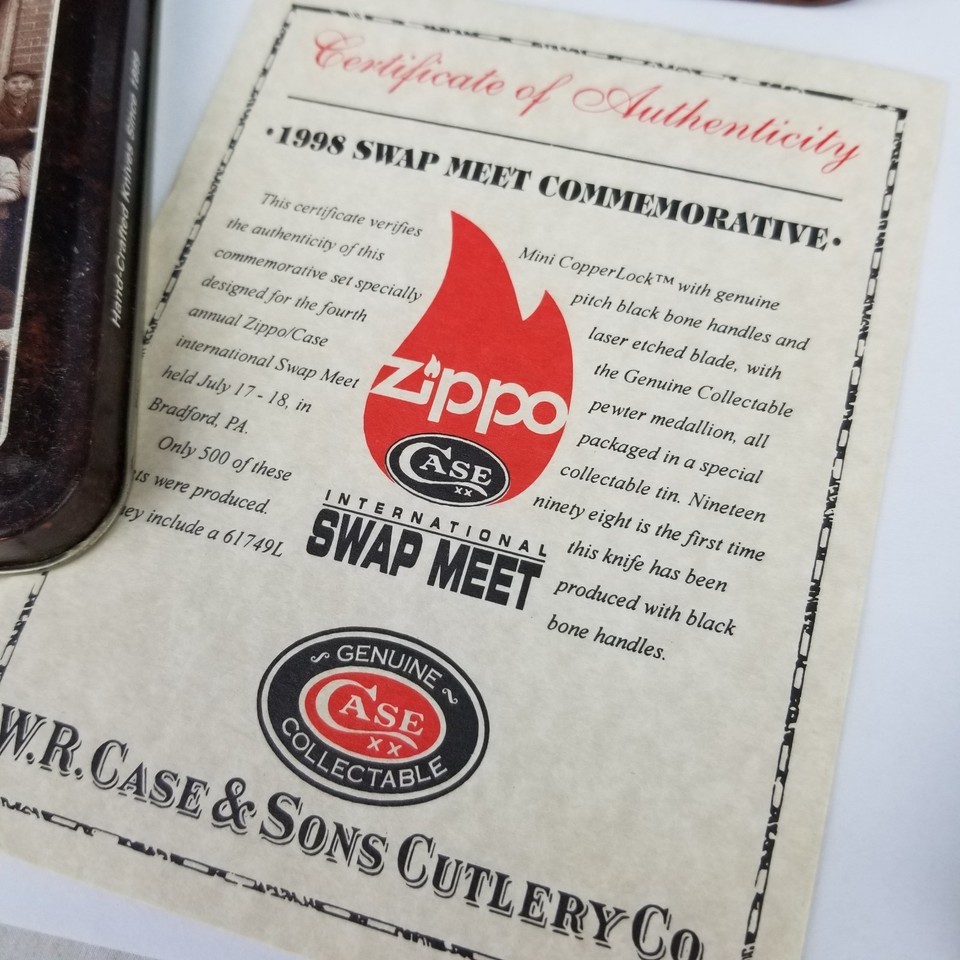 Certificate of Authenticity
•1998 SWAP MEET COMMEMORATIVE•
This certificate verifies
the authenticity of this
commemorative set specially
designed for the fourth
annual Zippo/Case
international Swap Meet
held July 17 - 18, in
Bradford, PA.
Only 500 of these
were produced.
include a 61749L
Mini CopperLock™ with genuine
pitch black bone handles and
laser etched blade, with
the Genuine Collectable
pewter medallion, all
packaged in a special
collectable tin. Nineteen
ninety eight is the first time
this knife has been
produced with black
bone handles.
Zippo
CASE
XX
INTERNATIONAL
SWAP MEET
GENUINE
CASE
XX
COLLECTABLE
W.R. CASE & SONS CUTLERY CO
Hand-Crafted Knives Since 1889